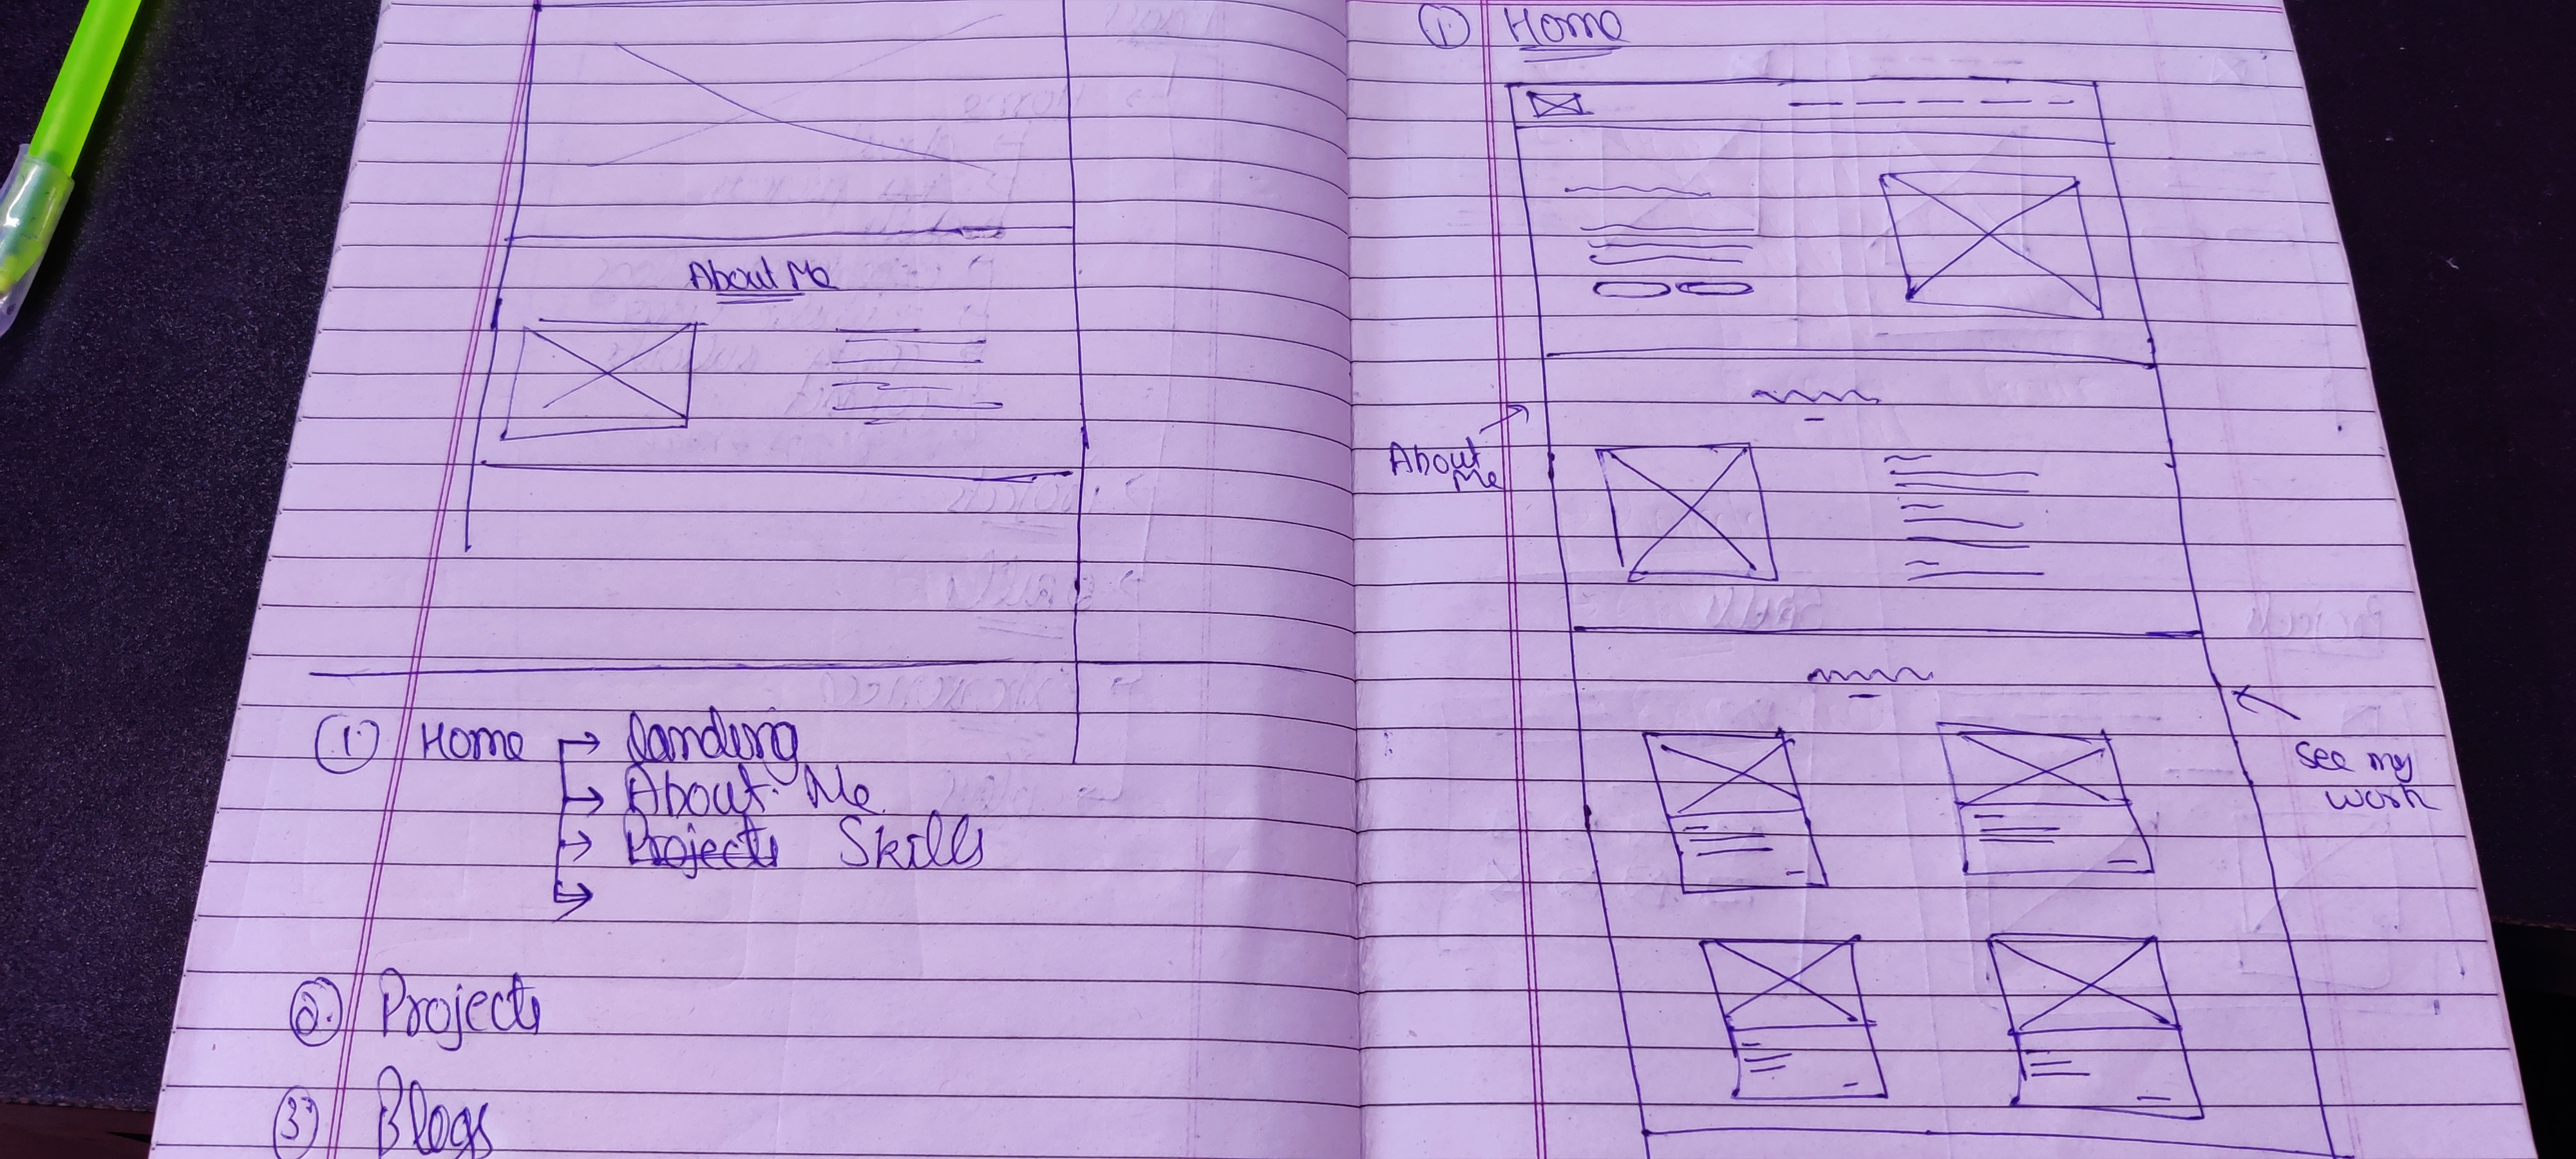 About Me
① Home → Landing
→ About Me
→ Projects Skills
② Projects
③ Blogs
① Home
About
Me
See my
work